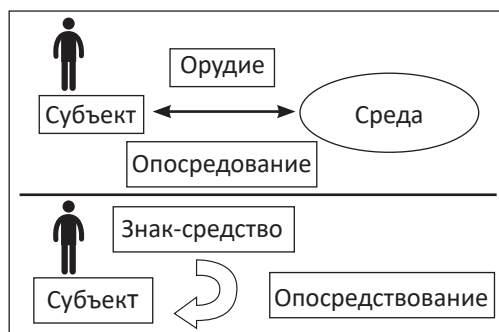 Орудие
Субъект
Среда
Опосредование
Знак-средство
Субъект
Опосредствование